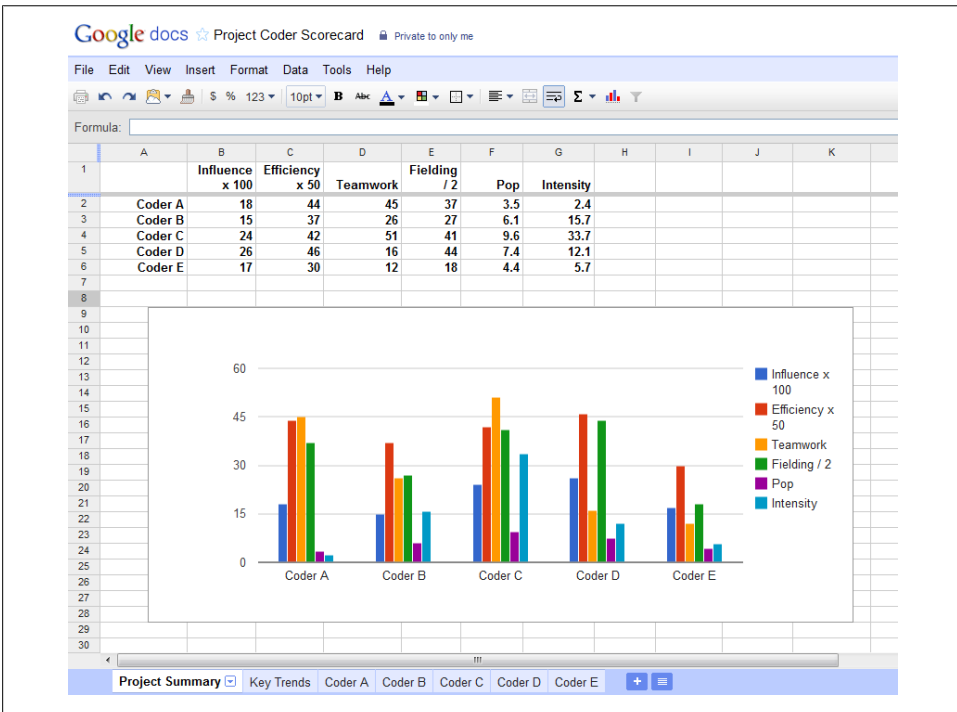 Google docs Project Coder Scorecard Private to only me
File Edit View Insert Format Data Tools Help
$ % 123 10pt B Abc A Σ
Formula:
A B C D E F G H I J K
1 Influence x 100 Efficiency x 50 Teamwork Fielding / 2 Pop Intensity
2 Coder A 18 44 45 37 3.5 2.4
3 Coder B 15 37 26 27 6.1 15.7
4 Coder C 24 42 51 41 9.6 33.7
5 Coder D 26 46 16 44 7.4 12.1
6 Coder E 17 30 12 18 4.4 5.7
7
8
9
10
11
12
13
14
15
16
17
18
19
20
21
22
23
24
25
26
27
28
29
30
60
45
30
15
0
Coder A Coder B Coder C Coder D Coder E
Influence x
100
Efficiency x
50
Teamwork
Fielding / 2
Pop
Intensity
Project Summary Key Trends Coder A Coder B Coder C Coder D Coder E +